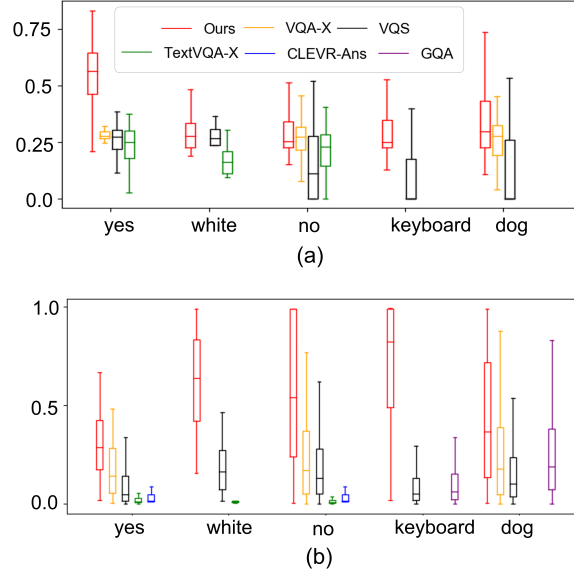 0.75
0.5
0.25
0.0
Ours VQA-X VQS
TextVQA-X CLEVR-Ans GQA
yes white no keyboard dog
(a)
1.0
0.5
0.0
yes white no keyboard dog
(b)